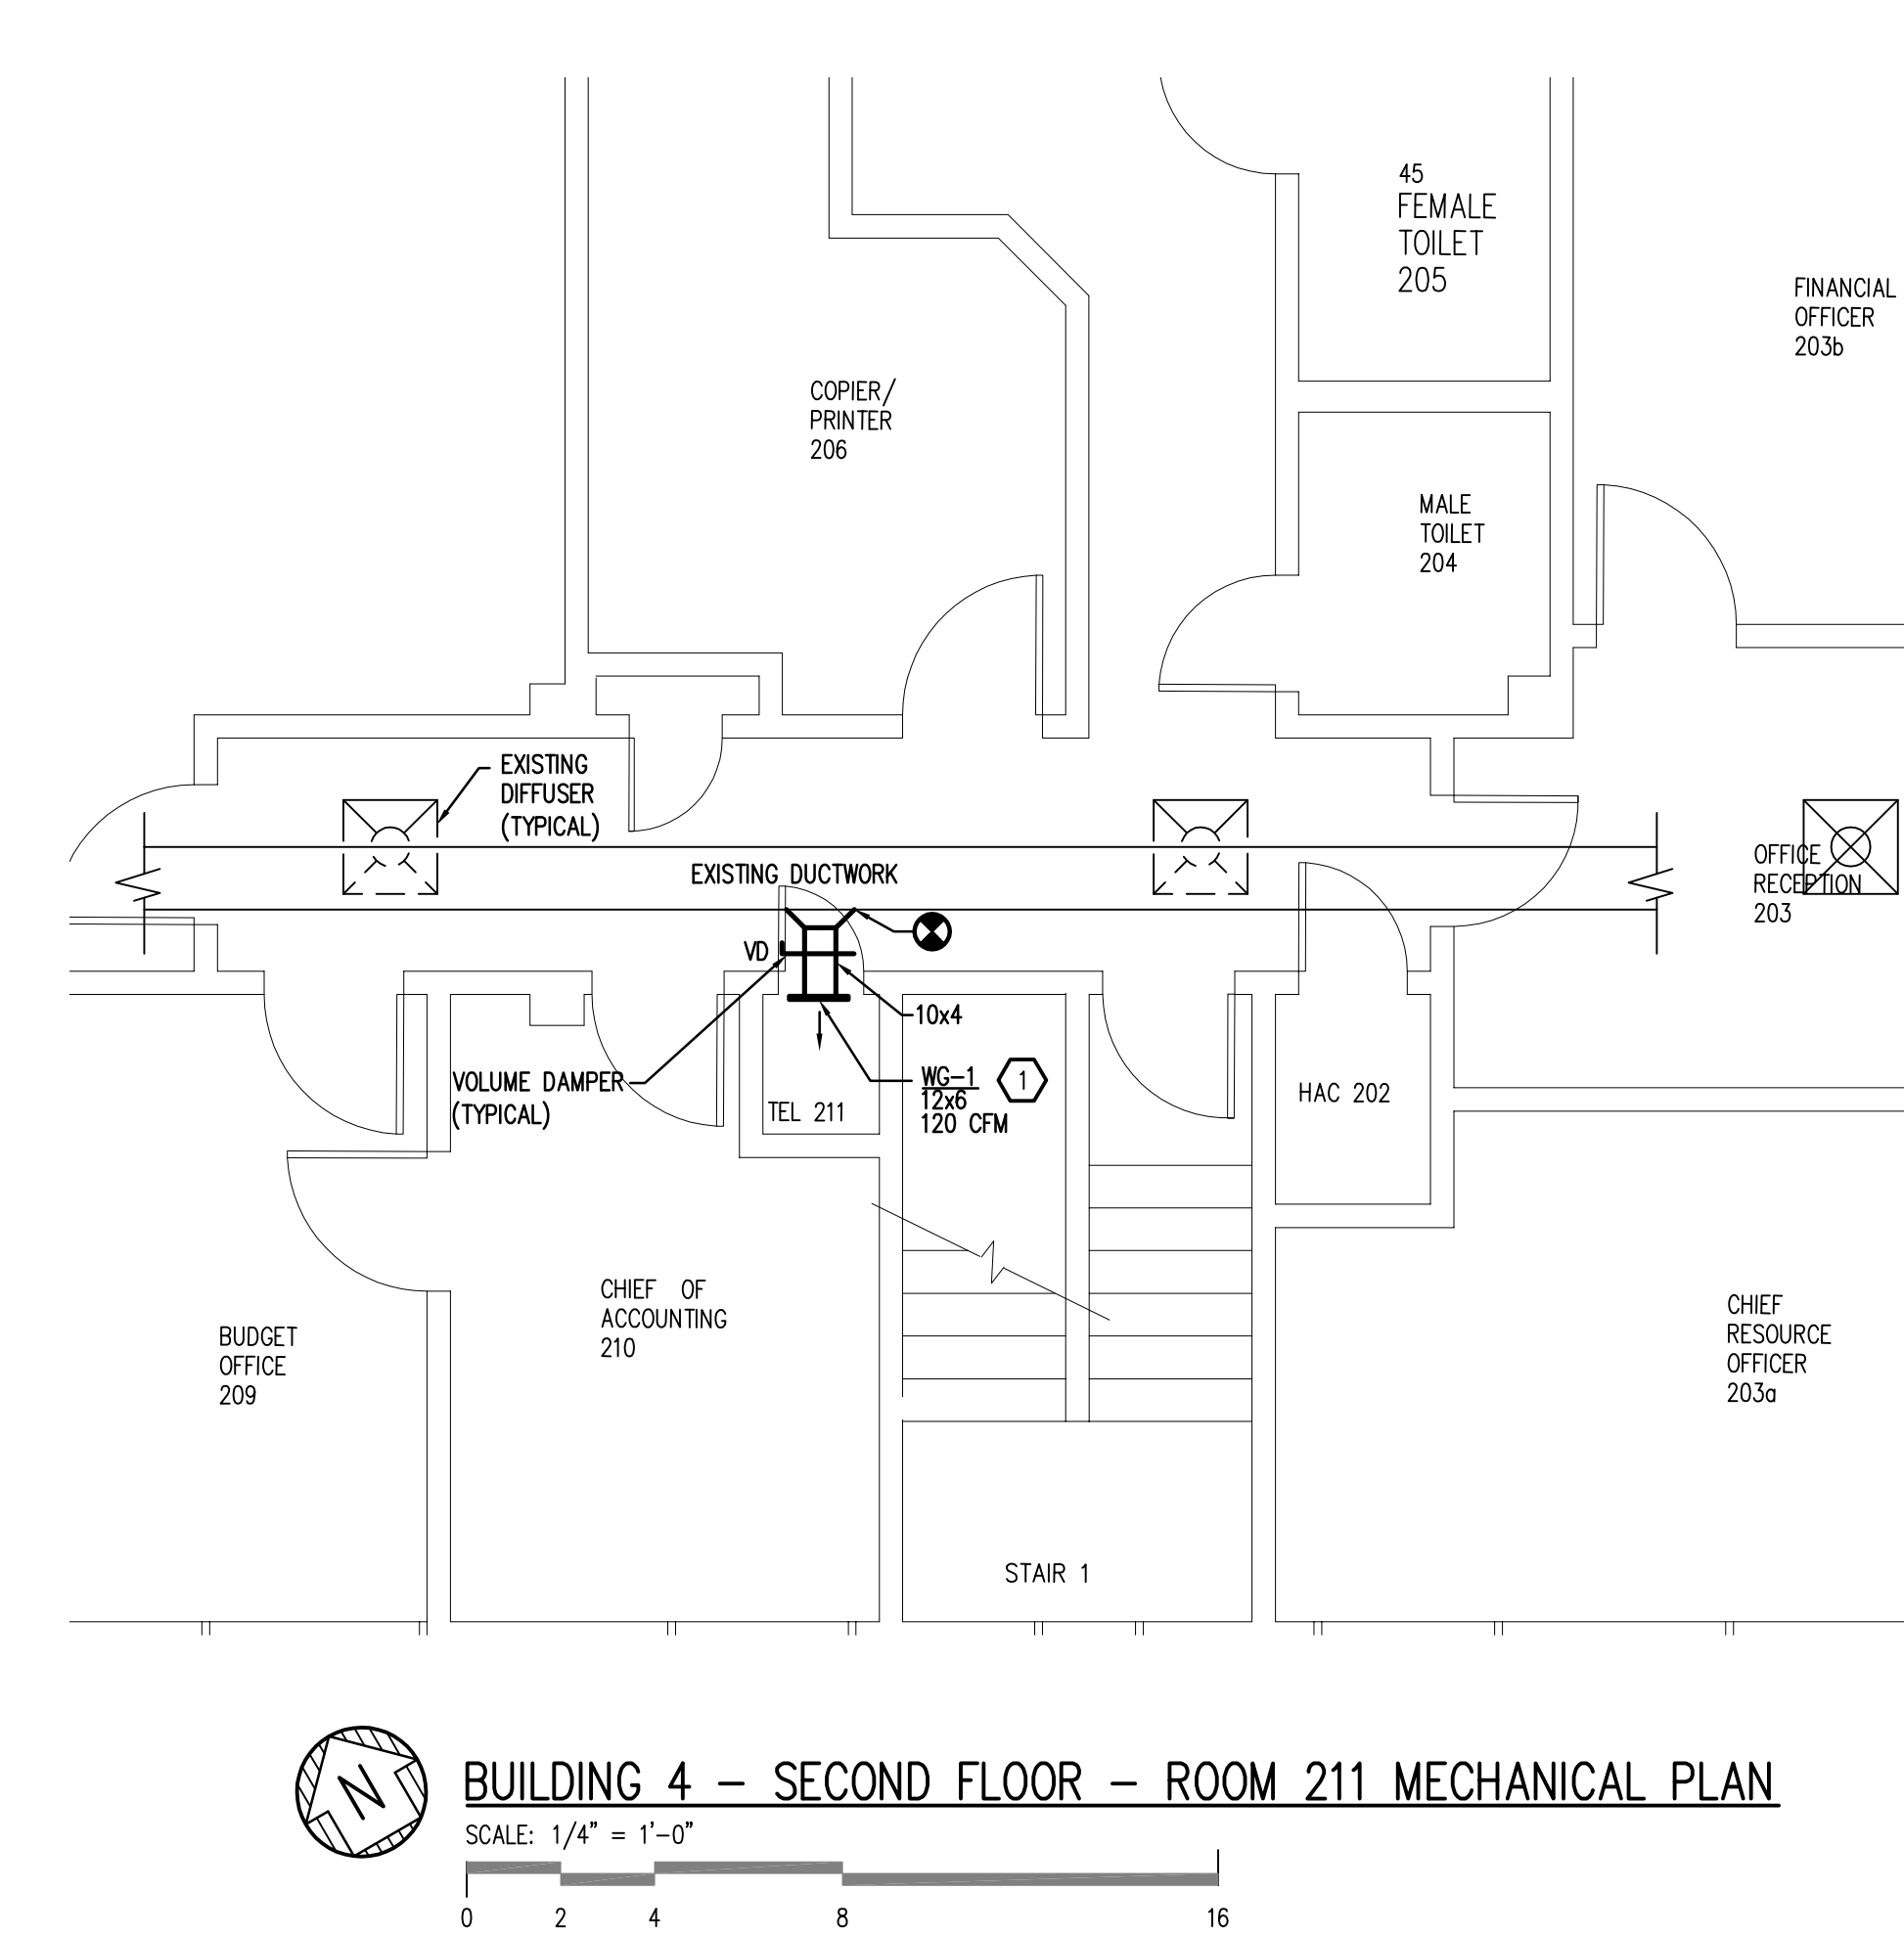 45
FEMALE
TOILET
205
FINANCIAL
OFFICER
203b
COPIER/
PRINTER
206
MALE
TOILET
204
EXISTING
DIFFUSER
(TYPICAL)
EXISTING DUCTWORK
OFFICE
RECEPTION
203
VD
10x4
VOLUME DAMPER
(TYPICAL)
WG-1
12x6
120 CFM
1
TEL 211
HAC 202
CHIEF OF
ACCOUNTING
210
BUDGET
OFFICE
209
CHIEF
RESOURCE
OFFICER
203a
STAIR 1
N
BUILDING 4 - SECOND FLOOR - ROOM 211 MECHANICAL PLAN
SCALE: 1/4" = 1'-0"
0 2 4 8 16